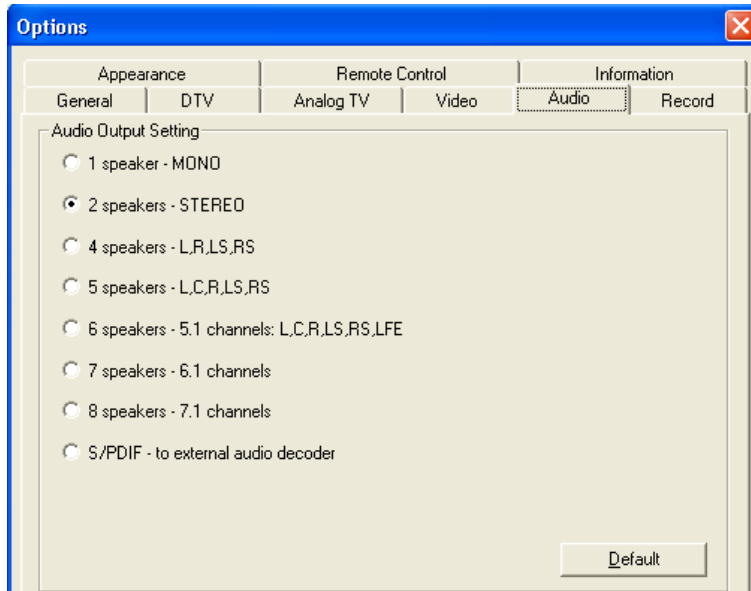 Options
Appearance Remote Control Information
General DTV Analog TV Video Audio Record
Audio Output Setting
1 speaker - MONO
2 speakers - STEREO
4 speakers - L,R,LS,RS
5 speakers - L,C,R,LS,RS
6 speakers - 5.1 channels: L,C,R,LS,RS,LFE
7 speakers - 6.1 channels
8 speakers - 7.1 channels
S/PDIF - to external audio decoder
Default